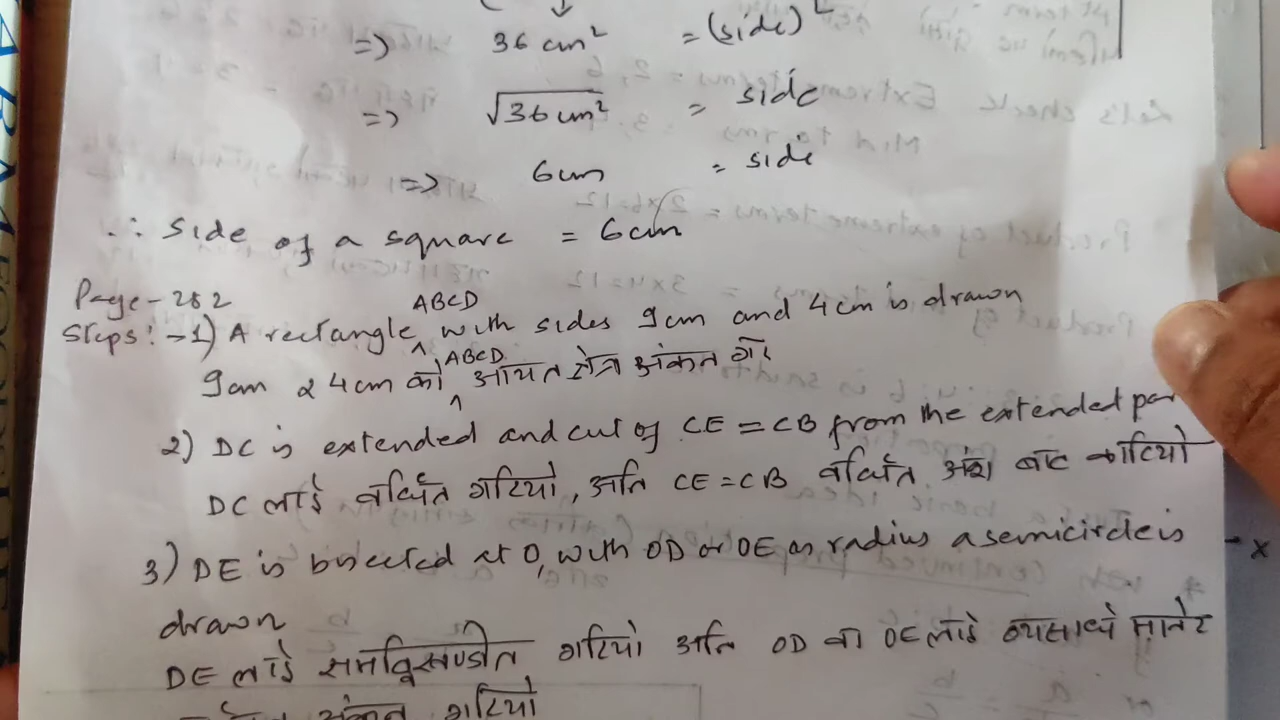 => 36 cm² = (side)²
=> √36 cm² = side
=> 6cm = side
∴ Side of a square = 6cm
Page - 282
Steps:- 1) A rectangle ABCD with sides 9cm and 4cm is drawn
9cm र 4cm को ABCD आयत क्षेत्र अंकन गरे
2) DC is extended and cut of CE = CB from the extended par
DC लाई वर्धित गरियो, अनि CE = CB वर्धित अंश बाट काटियो
3) DE is bisected at O, with OD or OE as radius a semicircle is
drawn
DE लाई समद्विखण्डीत गरियो अनि OD वा OE लाई व्यासार्ध मानेर
अंकन गरियो
x